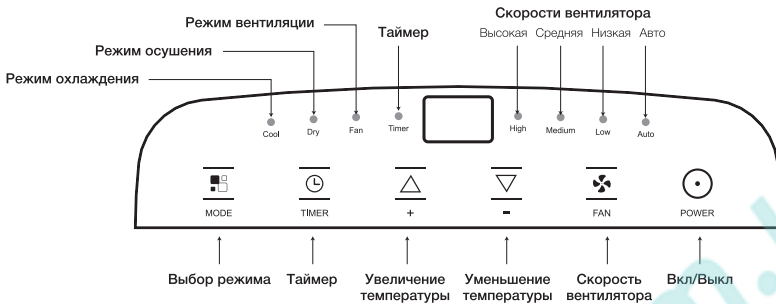 Скорости вентилятора
Режим вентиляции
Таймер
Высокая Средняя Низкая Авто
Режим осушения
Режим охлаждения
Cool Dry Fan Timer High Medium Low Auto
MODE TIMER + - FAN POWER
Выбор режима Таймер Увеличение Уменьшение Скорость Вкл/Выкл
температуры температуры вентилятора